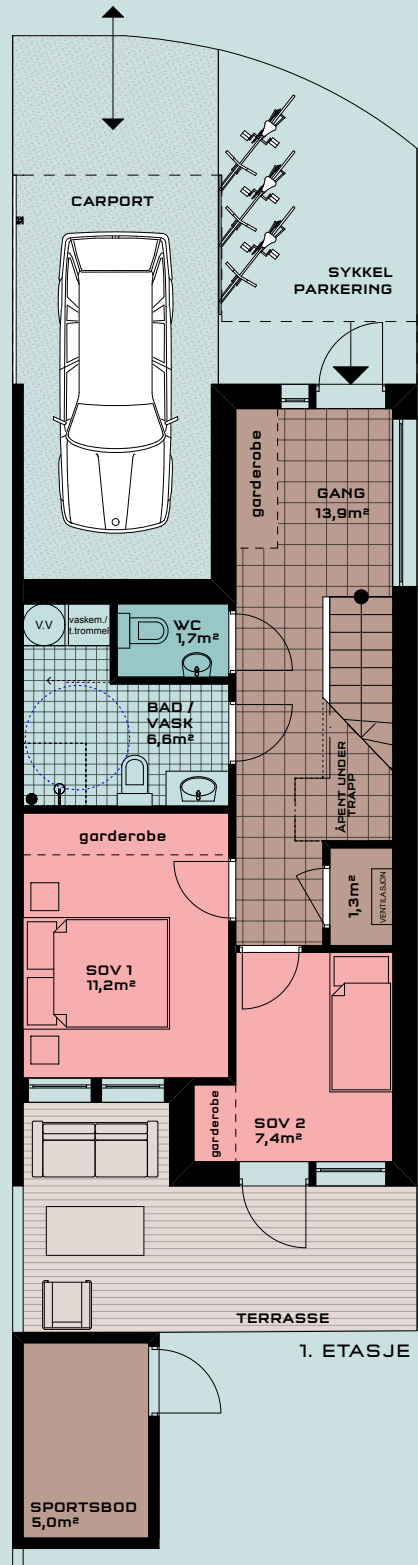 CARPORT
SYKKEL
PARKERING
garderobe
GANG
13,9m²
V.V
vaskem./
t.trommel
WC
1,7m²
BAD /
VASK
6,6m²
ÅPENT UNDER
TRAPP
garderobe
1,3m²
VENTILASJON
SOV 1
11,2m²
garderobe
SOV 2
7,4m²
TERRASSE
1. ETASJE
SPORTSBOD
5,0m²